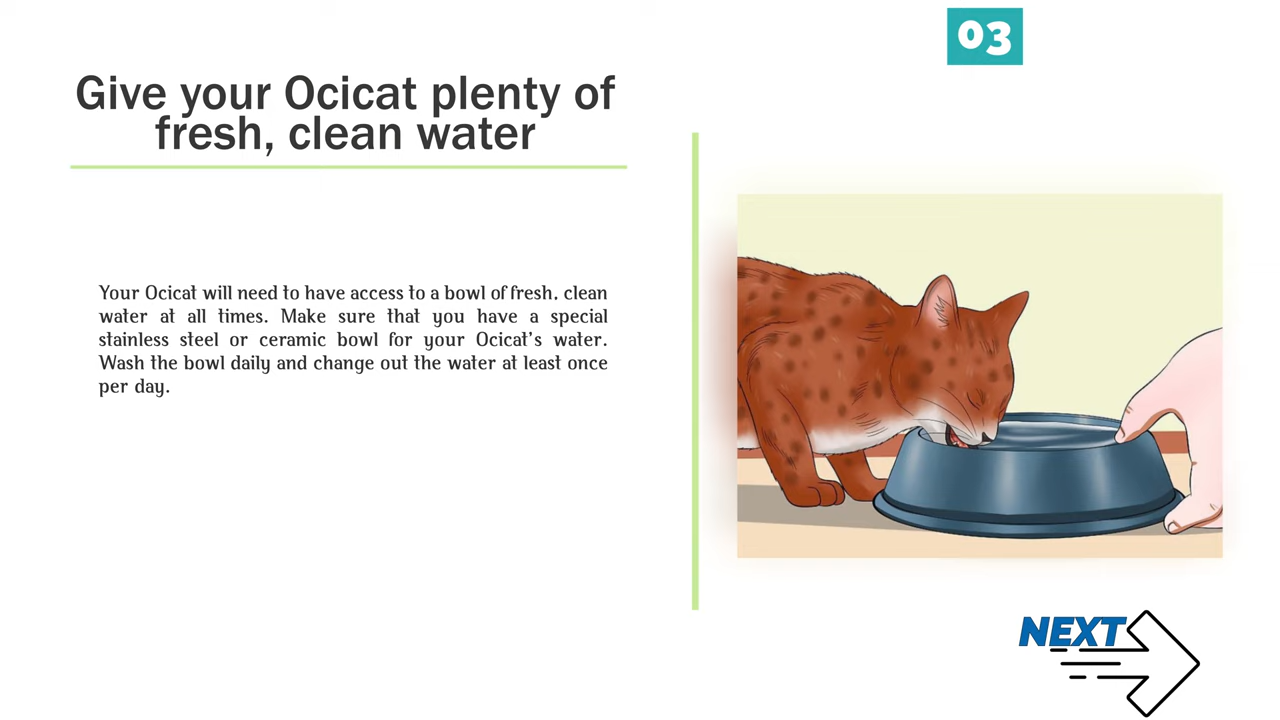 03
Give your Ocicat plenty of
fresh, clean water
Your Ocicat will need to have access to a bowl of fresh, clean
water at all times. Make sure that you have a special
stainless steel or ceramic bowl for your Ocicat's water.
Wash the bowl daily and change out the water at least once
per day.
NEXT